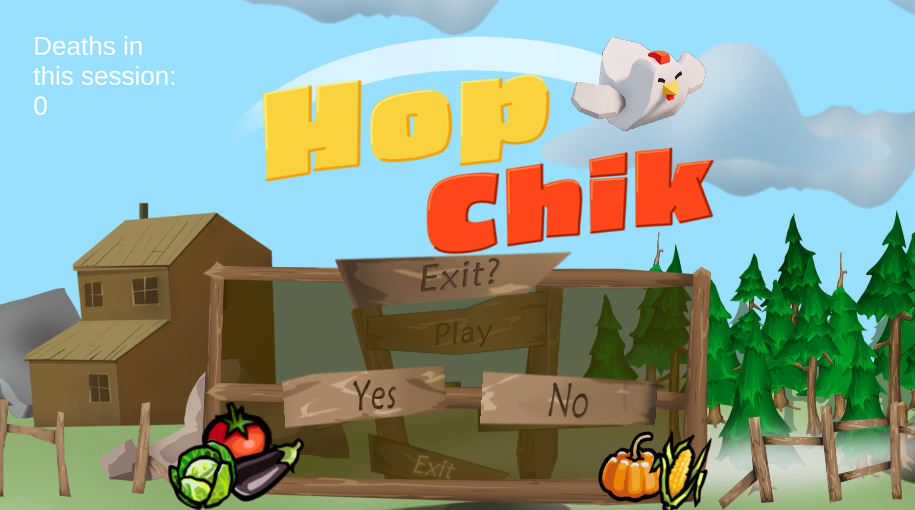 Deaths in
this session:
0
Hop
Chik
Exit?
Play
Yes
No
Exit